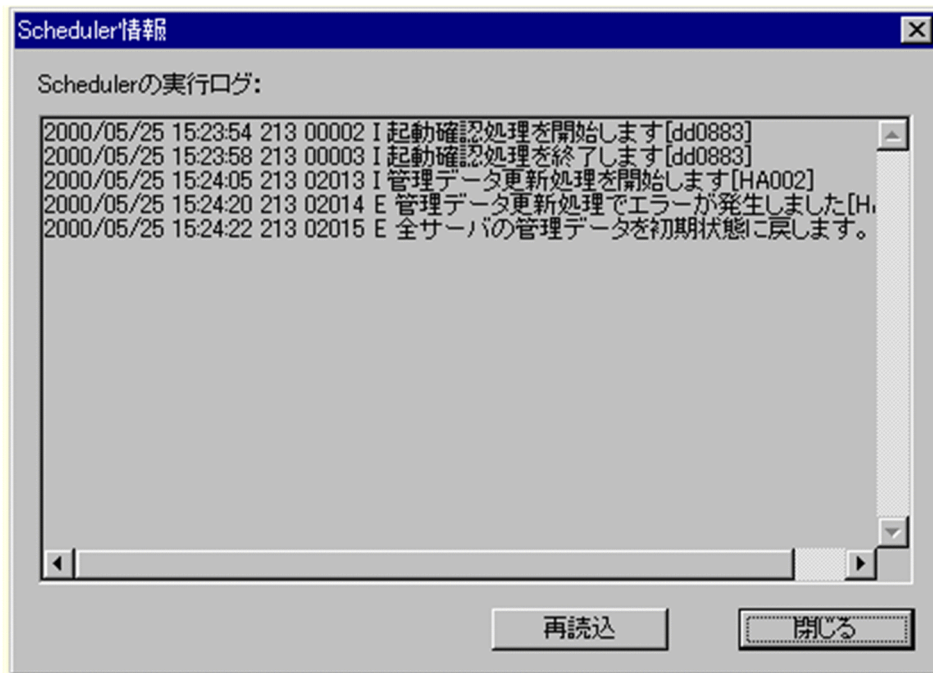 Scheduler情報
Schedulerの実行ログ:
2000/05/25 15:23:54 213 00002 I 起動確認処理を開始します[dd0883]
2000/05/25 15:23:58 213 00003 I 起動確認処理を終了します[dd0883]
2000/05/25 15:24:05 213 02013 I 管理データ更新処理を開始します[HA002]
2000/05/25 15:24:20 213 02014 E 管理データ更新処理でエラーが発生しました[H
2000/05/25 15:24:22 213 02015 E 全サーバの管理データを初期状態に戻します。
再読込
閉じる